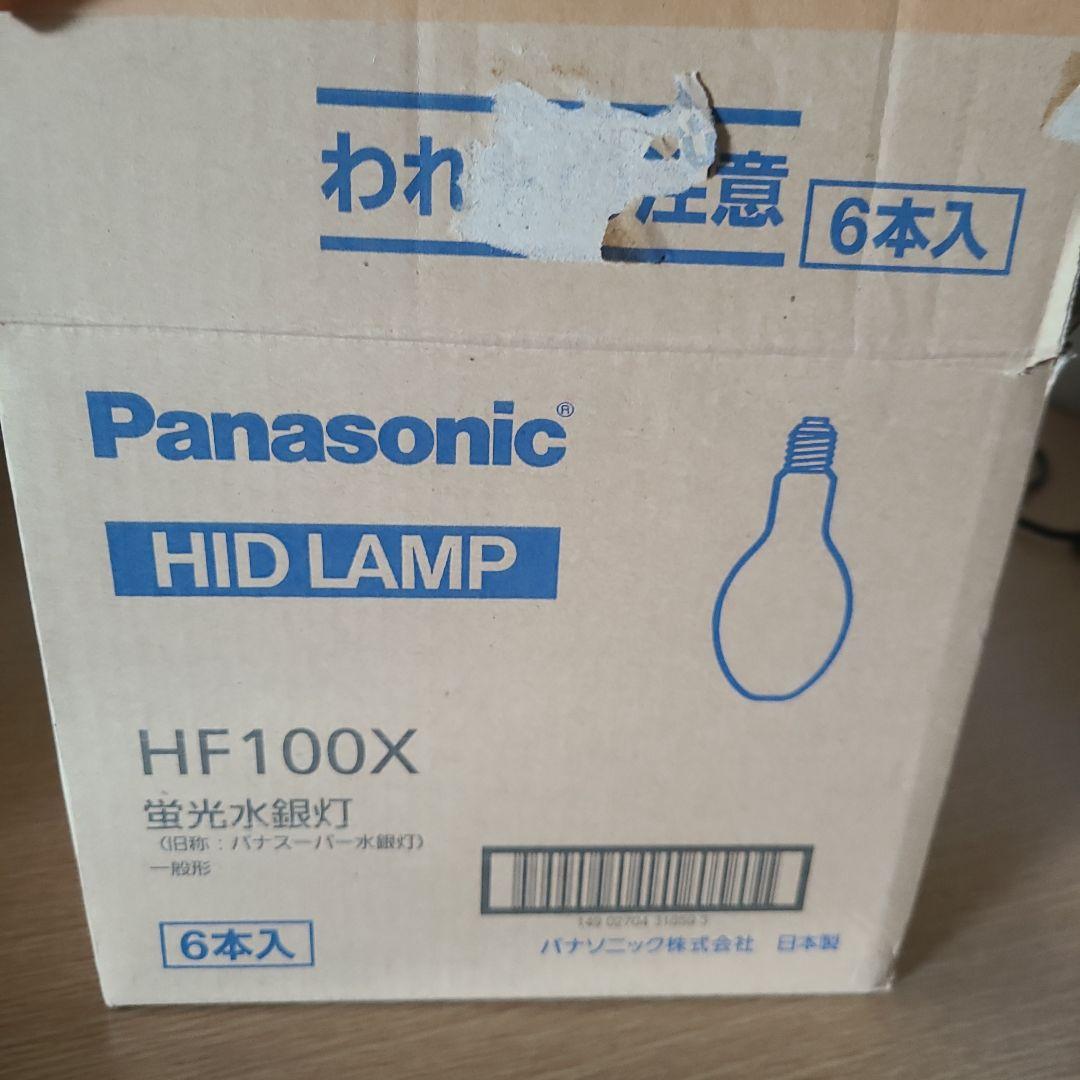 われ 注意
6本入
Panasonic®
HID LAMP
HF100X
蛍光水銀灯
(旧称:パナスーパー水銀灯)
一般形
6本入
パナソニック株式会社 日本製